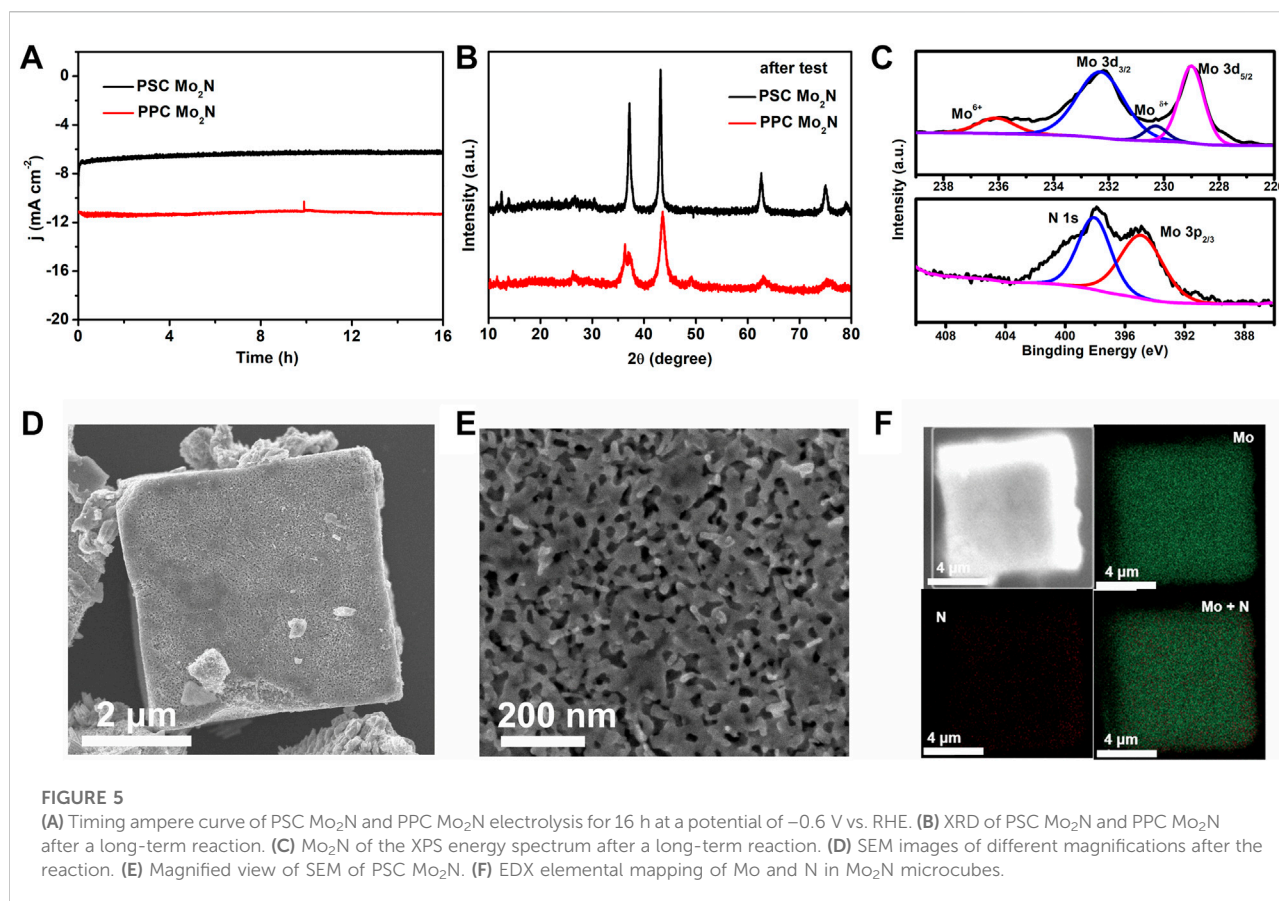 A
0
-4
-8
-12
-16
-20
j (mA cm⁻²)
PSC Mo₂N
PPC Mo₂N
0 4 8 12 16
Time (h)
B
after test
PSC Mo₂N
PPC Mo₂N
Intensity (a.u.)
10 20 30 40 50 60 70 80
2θ (degree)
C
Mo 3d₃/₂
Mo 3d₅/₂
Mo⁶⁺
Mo δ⁺
239 236 234 232 230 228 220
Intensity (a.u.)
N 1s
Mo 3p₂/₃
408 404 400 396 392 388
Bingding Energy (eV)
D
2 μm
E
200 nm
F
Mo
4 μm
4 μm
N
Mo + N
4 μm
4 μm
FIGURE 5
(A) Timing ampere curve of PSC Mo₂N and PPC Mo₂N electrolysis for 16 h at a potential of −0.6 V vs. RHE. (B) XRD of PSC Mo₂N and PPC Mo₂N
after a long-term reaction. (C) Mo₂N of the XPS energy spectrum after a long-term reaction. (D) SEM images of different magnifications after the
reaction. (E) Magnified view of SEM of PSC Mo₂N. (F) EDX elemental mapping of Mo and N in Mo₂N microcubes.